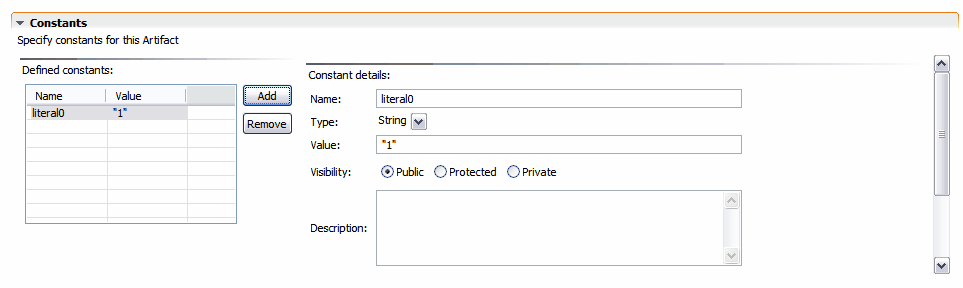 Constants
Specify constants for this Artifact
Defined constants:
Name Value
literal0 "1"
Add
Remove
Constant details:
Name: literal0
Type: String
Value: "1"
Visibility: Public Protected Private
Description: